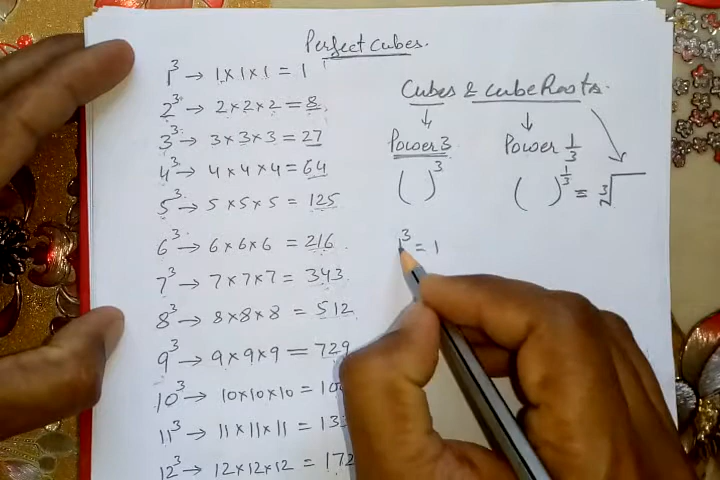 Perfect Cubes.
1³ → 1 x 1 x 1 = 1
2³ → 2 x 2 x 2 = 8
3³ → 3 x 3 x 3 = 27
4³ → 4 x 4 x 4 = 64
5³ → 5 x 5 x 5 = 125
6³ → 6 x 6 x 6 = 216
7³ → 7 x 7 x 7 = 343
8³ → 8 x 8 x 8 = 512
9³ → 9 x 9 x 9 = 729
10³ → 10 x 10 x 10 =
11³ → 11 x 11 x 11 =
12³ → 12 x 12 x 12 =
Cubes & cube Roots.
↓ ↓
Power 3 Power 1/3
( )³ ( )^1/3 = ³√
1³ = 1